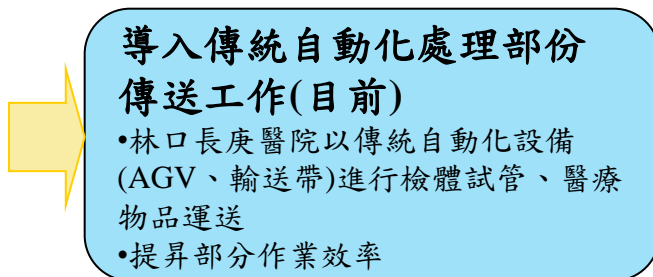 導入傳統自動化處理部份
傳送工作(目前)
•林口長庚醫院以傳統自動化設備
(AGV、輸送帶)進行檢體試管、醫療
物品運送
•提昇部分作業效率